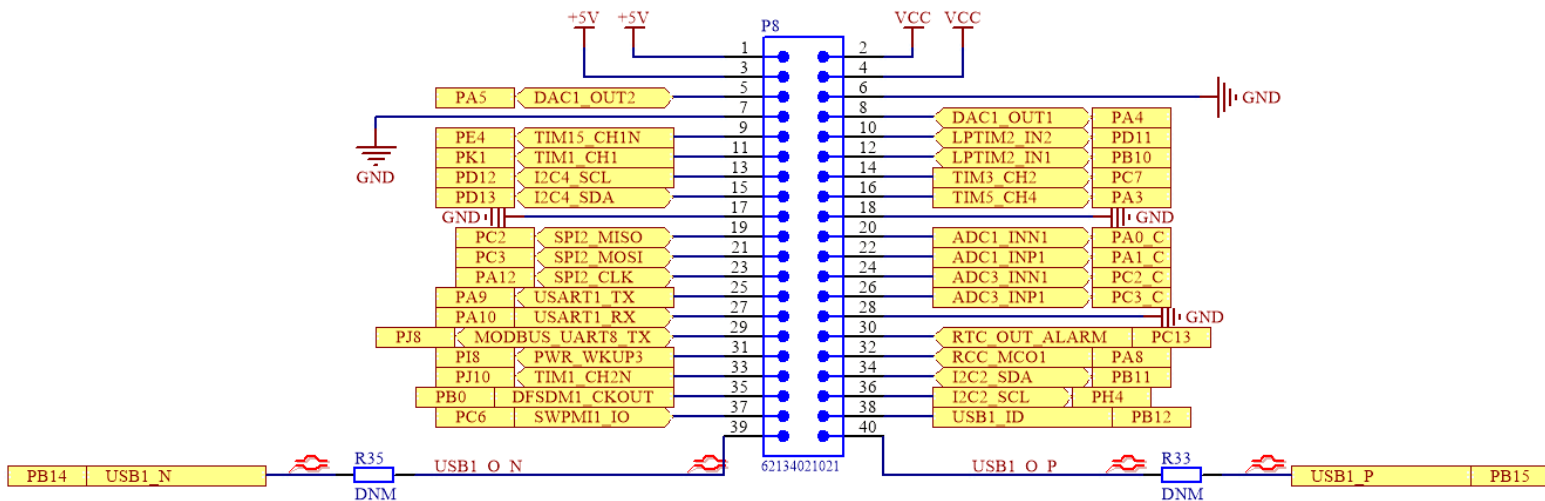 +5V +5V VCC VCC
P8
1 2
3 4
PA5 DAC1_OUT2 5 6 GND
7 8 DAC1_OUT1 PA4
PE4 TIM15_CH1N 9 10 LPTIM2_IN2 PD11
PK1 TIM1_CH1 11 12 LPTIM2_IN1 PB10
GND PD12 I2C4_SCL 13 14 TIM3_CH2 PC7
PD13 I2C4_SDA 15 16 TIM5_CH4 PA3
GND 17 18 GND
PC2 SPI2_MISO 19 20 ADC1_INN1 PA0_C
PC3 SPI2_MOSI 21 22 ADC1_INP1 PA1_C
PA12 SPI2_CLK 23 24 ADC3_INN1 PC2_C
PA9 USART1_TX 25 26 ADC3_INP1 PC3_C
PA10 USART1_RX 27 28 GND
PJ8 MODBUS_UART8_TX 29 30 RTC_OUT_ALARM PC13
PI8 PWR_WKUP3 31 32 RCC_MCO1 PA8
PJ10 TIM1_CH2N 33 34 I2C2_SDA PB11
PB0 DFSDM1_CKOUT 35 36 I2C2_SCL PH4
PC6 SWPMI1_IO 37 38 USB1_ID PB12
39 40
62134021021
R35 USB1_O_N USB1_O_P R33
PB14 USB1_N USB1_P PB15
DNM DNM